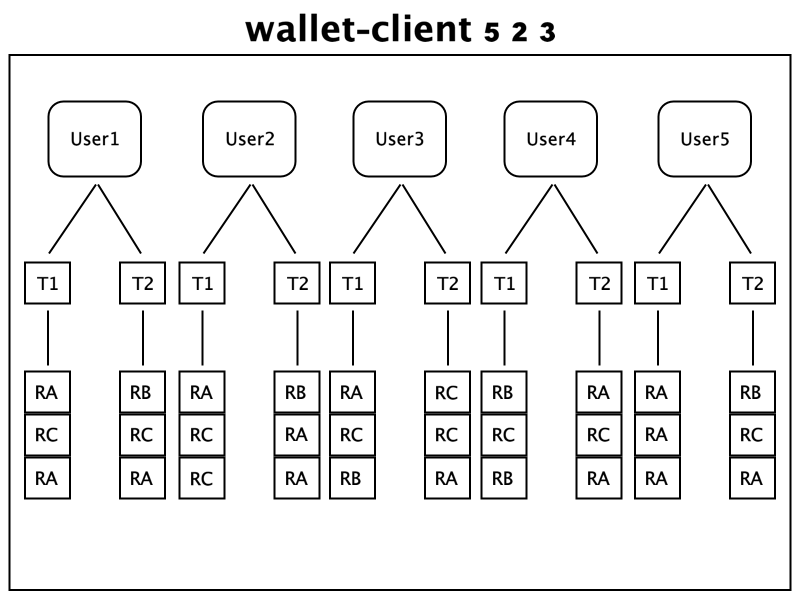 wallet-client 5 2 3
User1 User2 User3 User4 User5
T1 T2 T1 T2 T1 T2 T1 T2 T1 T2
RA RB RA RB RA RC RB RA RA RB
RC RC RC RA RC RC RC RC RA RC
RA RA RC RA RB RA RB RA RA RA